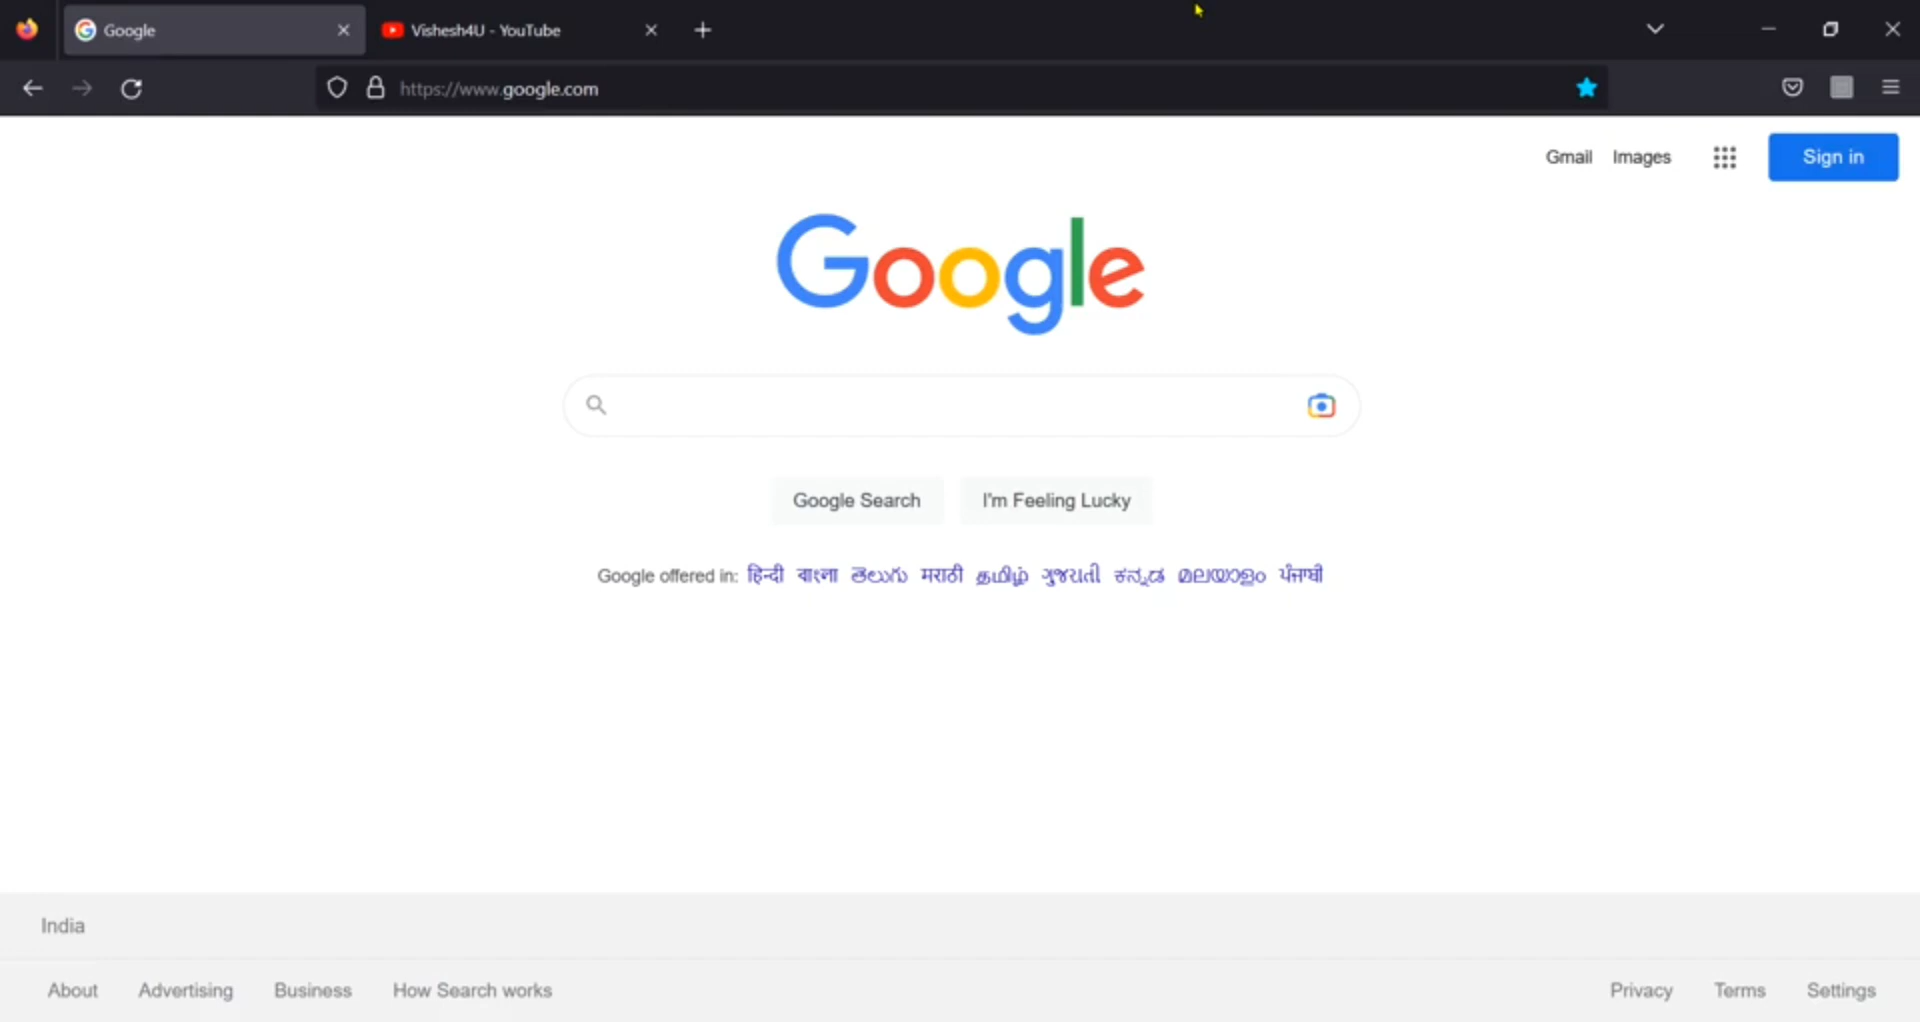 Google
Vishesh4U - YouTube
https://www.google.com
Gmail Images Sign in
Google
Google Search I'm Feeling Lucky
Google offered in: हिन्दी বাংলা తెలుగు मराठी தமிழ் ગુજરાતી ಕನ್ನಡ മലയാളം ਪੰਜਾਬੀ
India
About Advertising Business How Search works Privacy Terms Settings